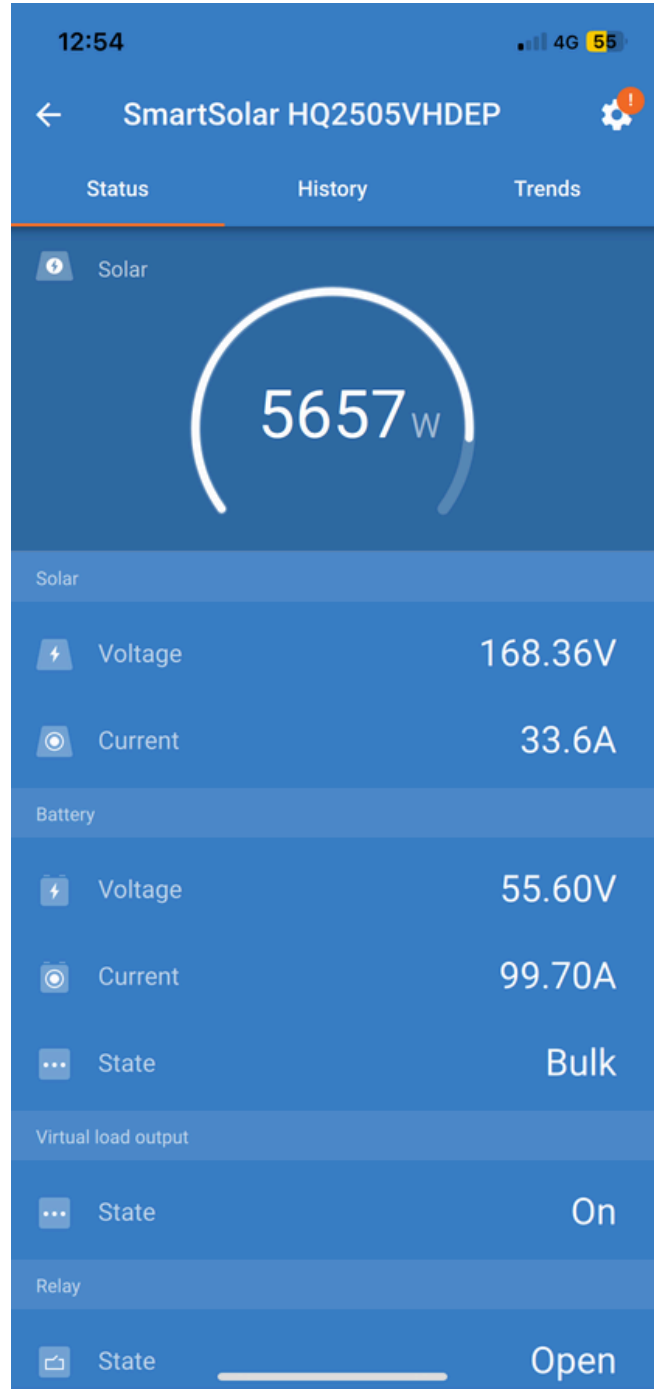 12:54 4G 55
SmartSolar HQ2505VHDEP !
Status History Trends
Solar
5657 W
Solar
Voltage 168.36V
Current 33.6A
Battery
Voltage 55.60V
Current 99.70A
State Bulk
Virtual load output
State On
Relay
State Open